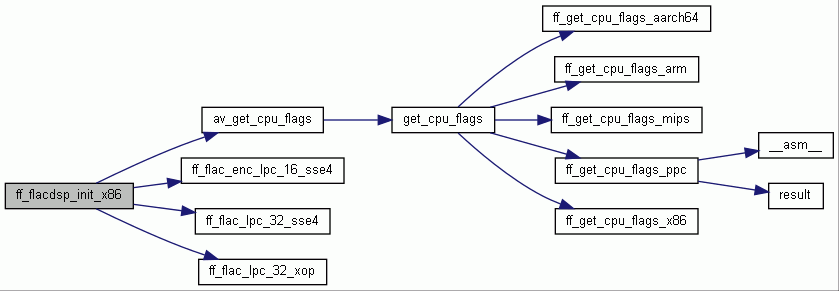 ff_flacdsp_init_x86
av_get_cpu_flags
ff_flac_enc_lpc_16_sse4
ff_flac_lpc_32_sse4
ff_flac_lpc_32_xop
get_cpu_flags
ff_get_cpu_flags_aarch64
ff_get_cpu_flags_arm
ff_get_cpu_flags_mips
ff_get_cpu_flags_ppc
ff_get_cpu_flags_x86
__asm__
result